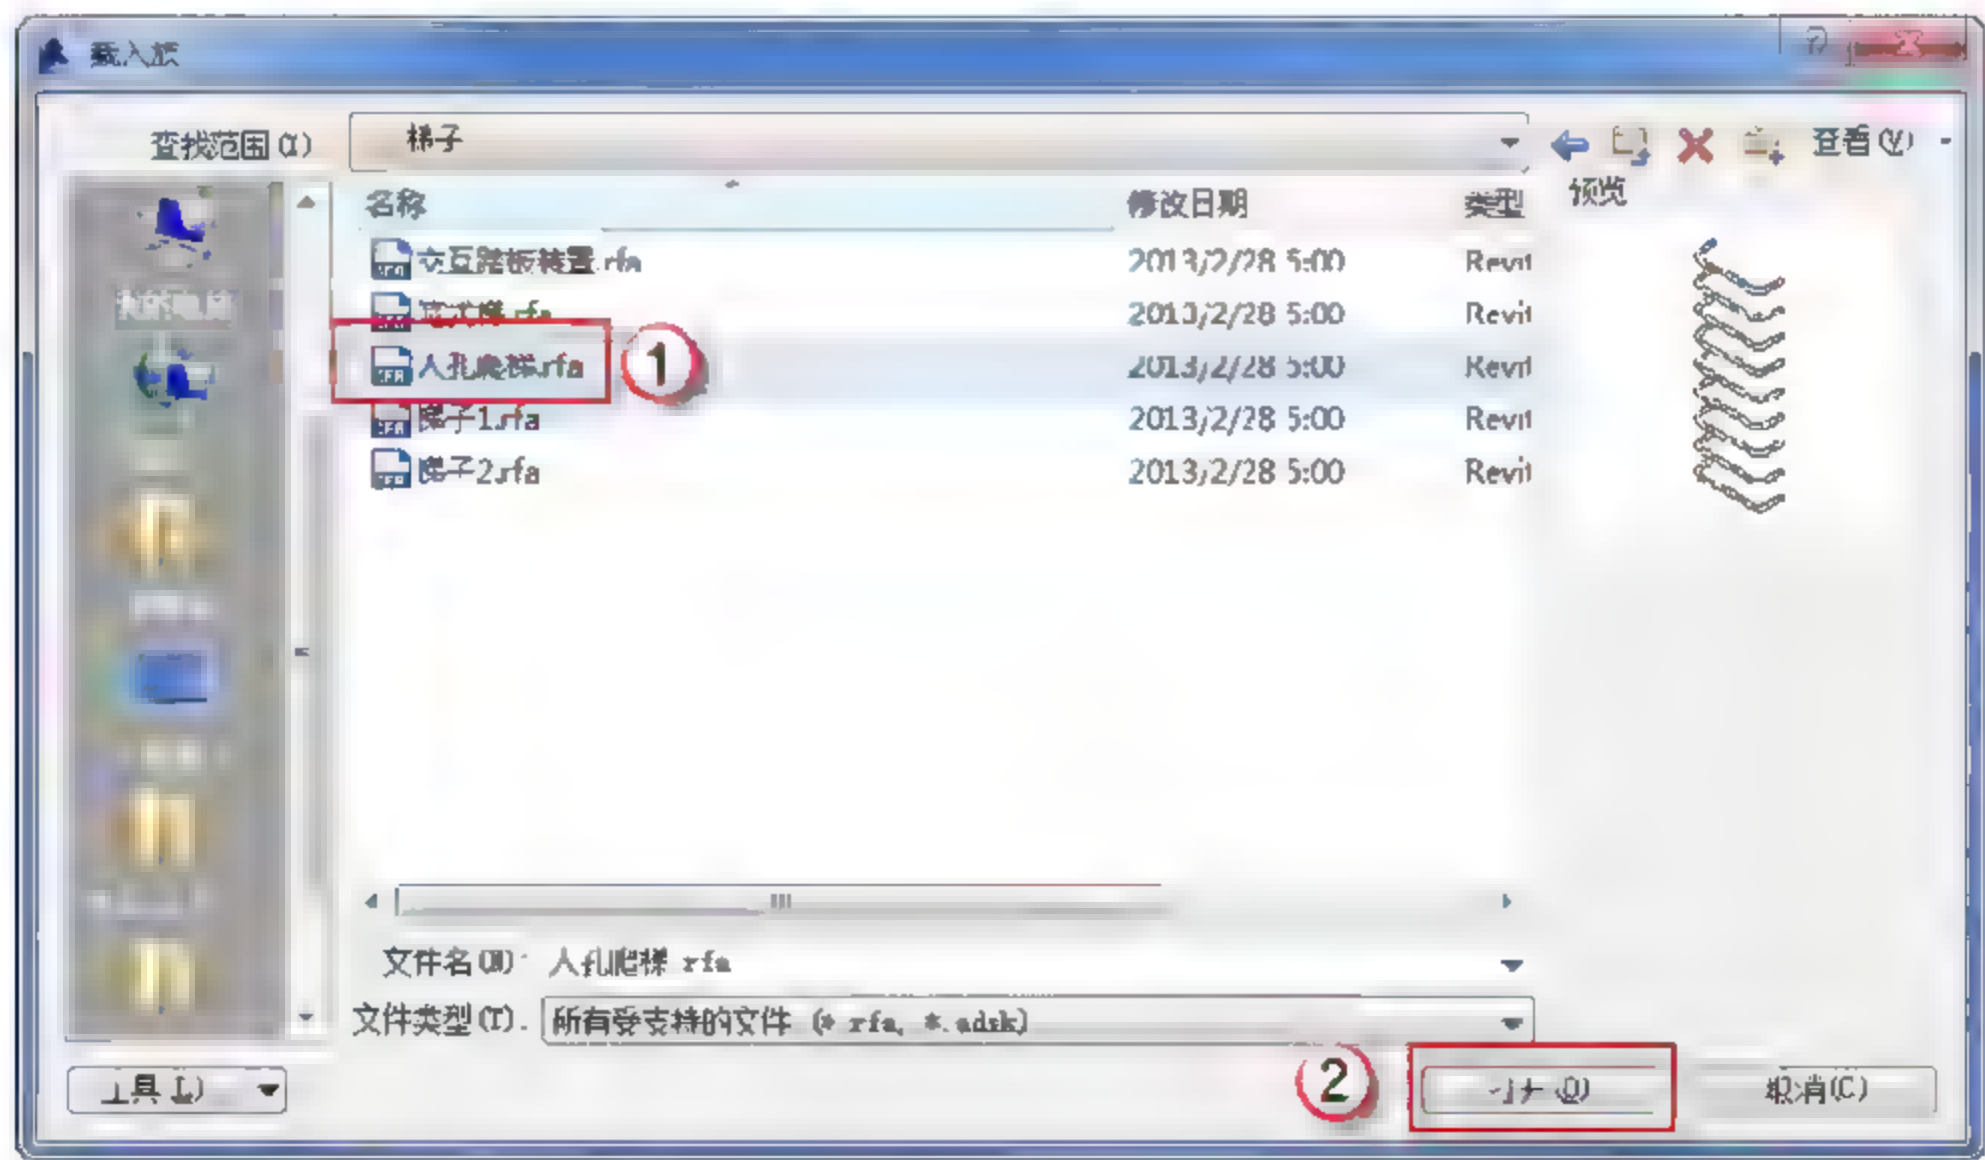 载入族
查找范围(I)
梯子
查看(V)
名称
修改日期
类型
预览
交互踏板装置.rfa
2013/2/28 5:00
Revit
.rfa
2013/2/28 5:00
Revit
人孔爬梯.rfa
2013/2/28 5:00
Revit
1
梯子1.rfa
2013/2/28 5:00
Revit
梯子2.rfa
2013/2/28 5:00
Revit
文件名(N):
人孔爬梯.rfa
文件类型(T):
所有受支持的文件 (*.rfa, *.adsk)
工具(L)
2
打开(O)
取消(C)